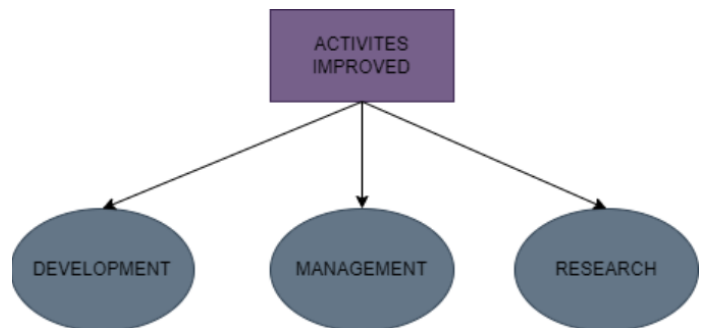 ACTIVITES
IMPROVED
DEVELOPMENT
MANAGEMENT
RESEARCH